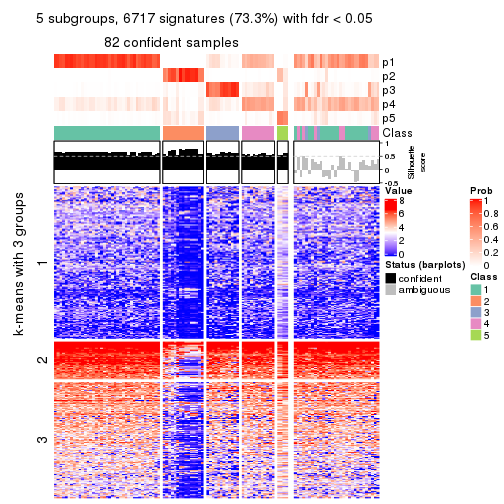 5 subgroups, 6717 signatures (73.3%) with fdr < 0.05
82 confident samples
p1
p2
p3
p4
p5
Class
1
0.5
0
-0.5
Silhouette
score
k-means with 3 groups
1
2
3
Value
8
6
4
2
0
Status (barplots)
confident
ambiguous
Prob
1
0.8
0.6
0.4
0.2
0
Class
1
2
3
4
5